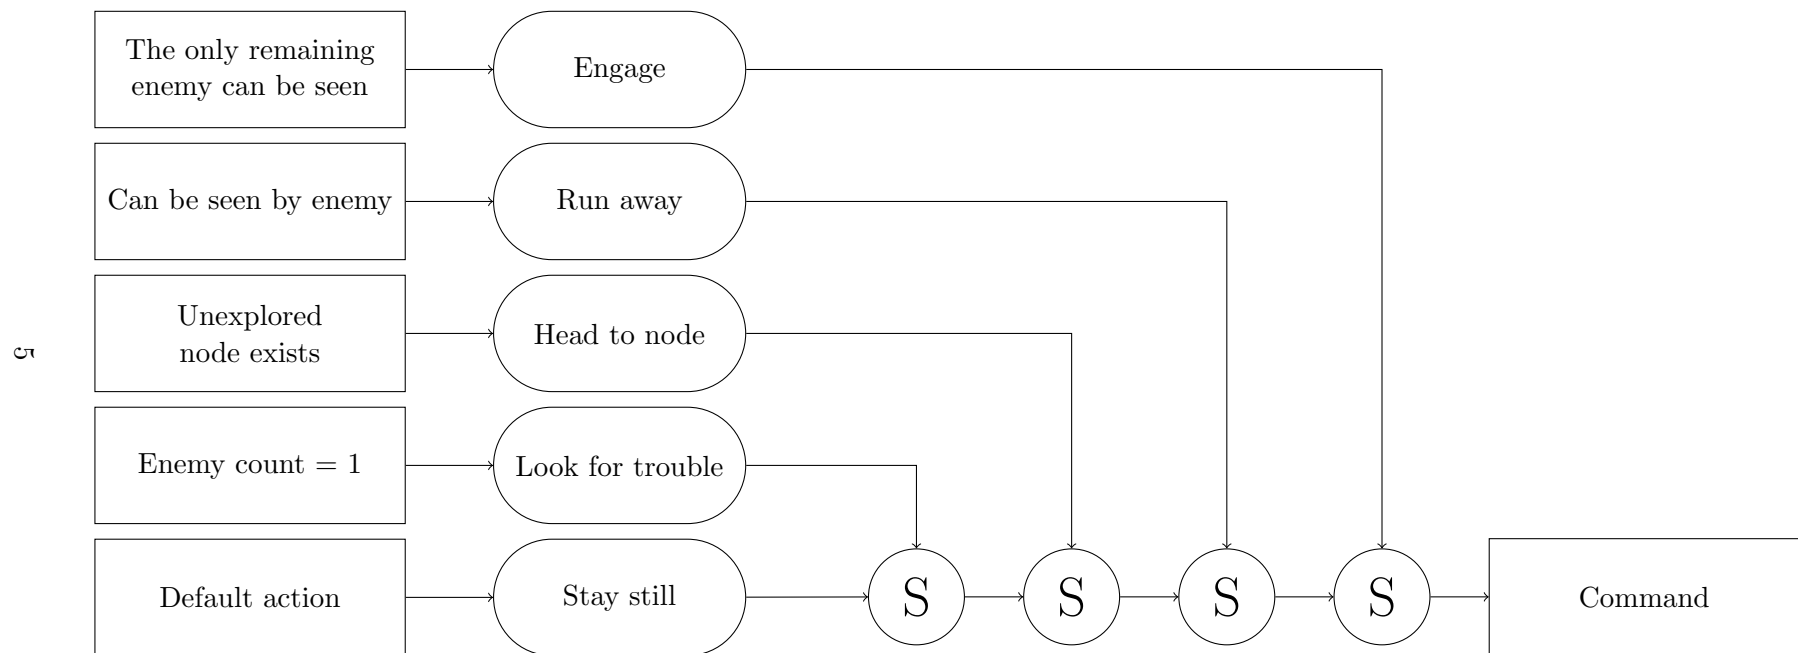 The only remaining
enemy can be seen
Engage
Can be seen by enemy
Run away
Unexplored
node exists
Head to node
5
Enemy count = 1
Look for trouble
Default action
Stay still
S
S
S
S
Command